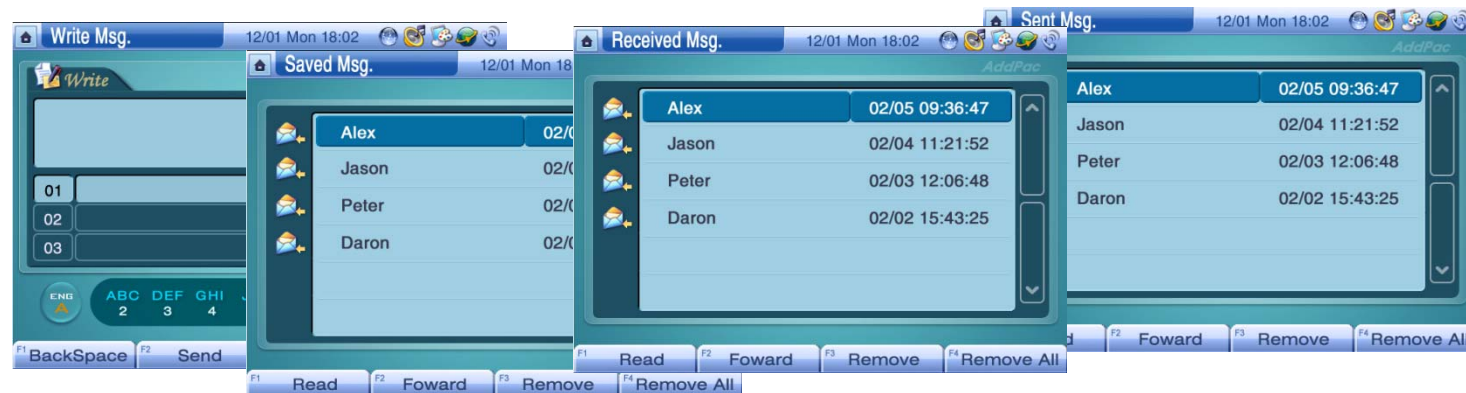 Write Msg. 12/01 Mon 18:02
Write
01
02
03
ENG A
ABC DEF GHI
2 3 4
F1 BackSpace F2 Send
Saved Msg. 12/01 Mon 18
Alex 02/
Jason 02/
Peter 02/
Daron 02/
F1 Read F2 Foward F3 Remove F4 Remove All
Received Msg. 12/01 Mon 18:02
AddPac
Alex 02/05 09:36:47
Jason 02/04 11:21:52
Peter 02/03 12:06:48
Daron 02/02 15:43:25
F1 Read F2 Foward F3 Remove F4 Remove All
Sent Msg. 12/01 Mon 18:02
AddPac
Alex 02/05 09:36:47
Jason 02/04 11:21:52
Peter 02/03 12:06:48
Daron 02/02 15:43:25
F2 Foward F3 Remove F4 Remove Al